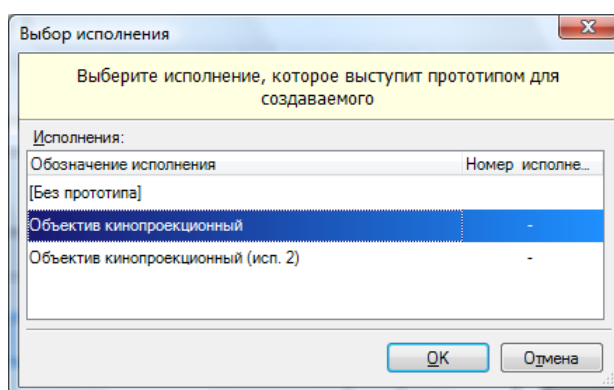 Выбор исполнения
Выберите исполнение, которое выступит прототипом для
создаваемого
Исполнения:
Обозначение исполнения Номер исполне...
[Без прототипа]
Объектив кинопроекционный -
Объектив кинопроекционный (исп. 2) -
OK Отмена